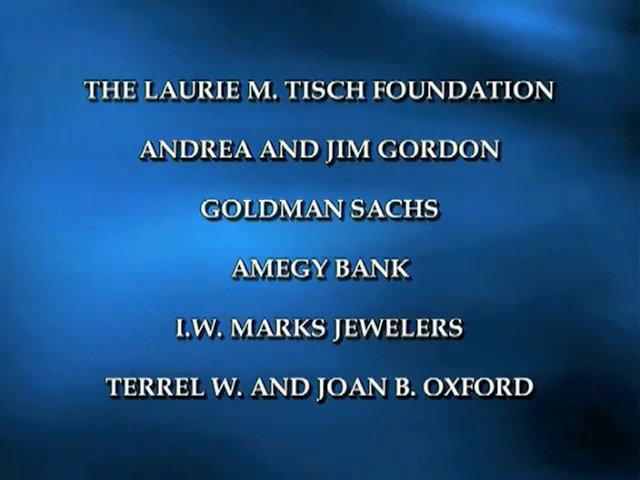 THE LAURIE M. TISCH FOUNDATION
ANDREA AND JIM GORDON
GOLDMAN SACHS
AMEGY BANK
I.W. MARKS JEWELERS
TERREL W. AND JOAN B. OXFORD